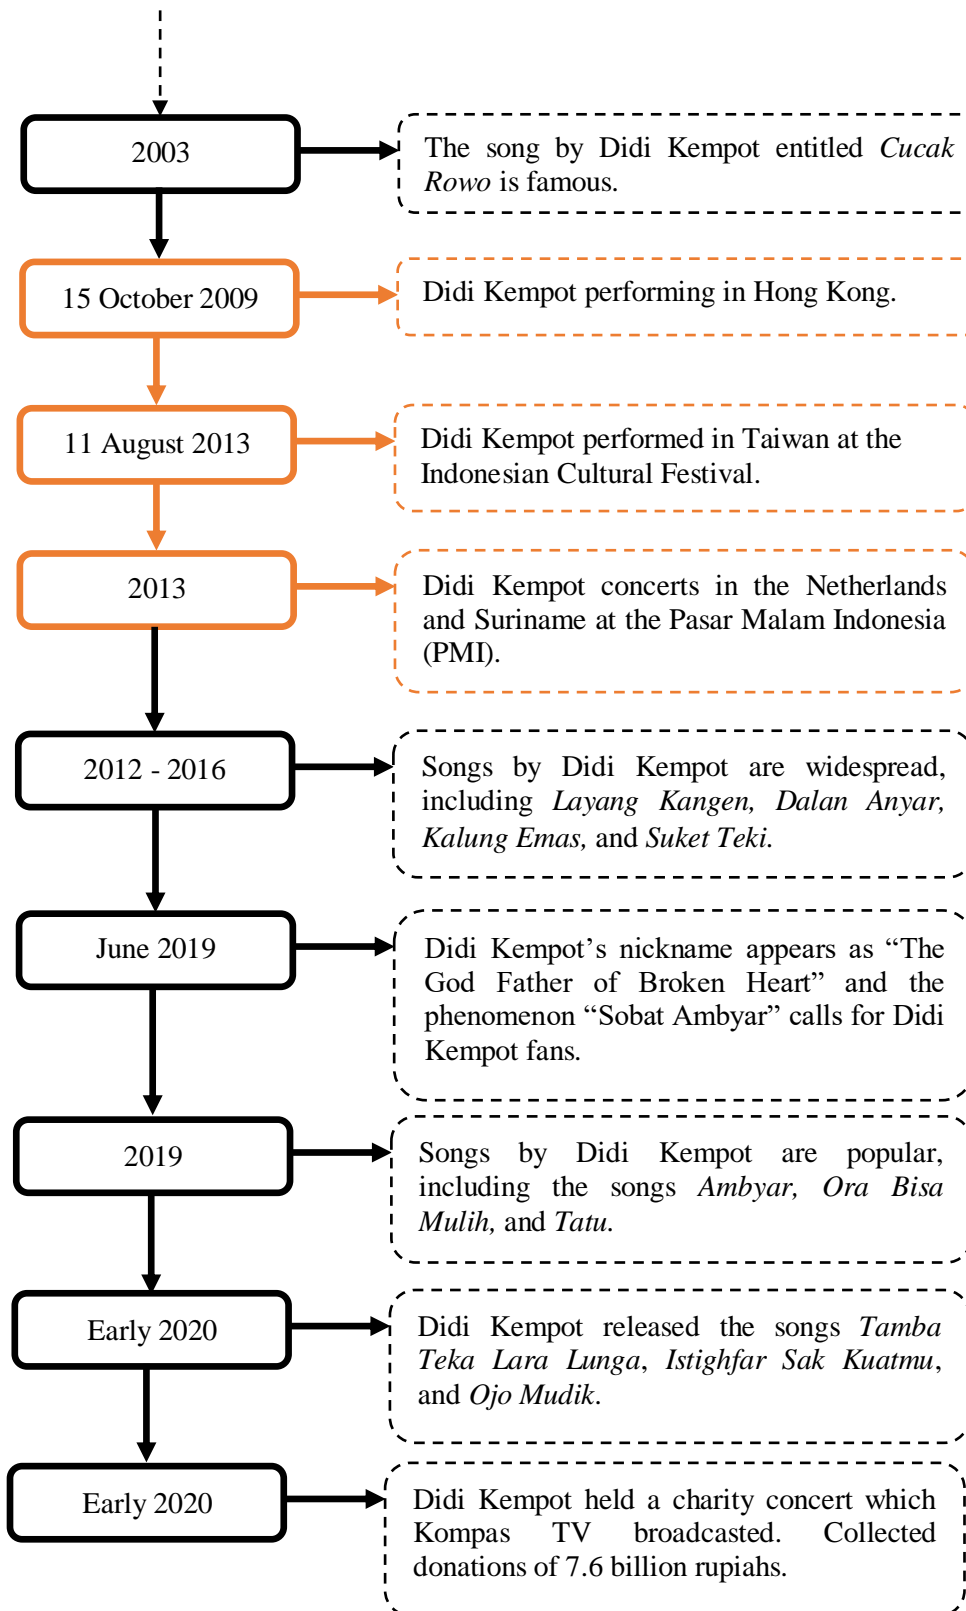 2003
The song by Didi Kempot entitled Cucak
Rowo is famous.
15 October 2009
Didi Kempot performing in Hong Kong.
11 August 2013
Didi Kempot performed in Taiwan at the
Indonesian Cultural Festival.
2013
Didi Kempot concerts in the Netherlands
and Suriname at the Pasar Malam Indonesia
(PMI).
2012 - 2016
Songs by Didi Kempot are widespread,
including Layang Kangen, Dalan Anyar,
Kalung Emas, and Suket Teki.
June 2019
Didi Kempot’s nickname appears as “The
God Father of Broken Heart” and the
phenomenon “Sobat Ambyar” calls for Didi
Kempot fans.
2019
Songs by Didi Kempot are popular,
including the songs Ambyar, Ora Bisa
Mulih, and Tatu.
Early 2020
Didi Kempot released the songs Tamba
Teka Lara Lunga, Istighfar Sak Kuatmu,
and Ojo Mudik.
Early 2020
Didi Kempot held a charity concert which
Kompas TV broadcasted. Collected
donations of 7.6 billion rupiahs.